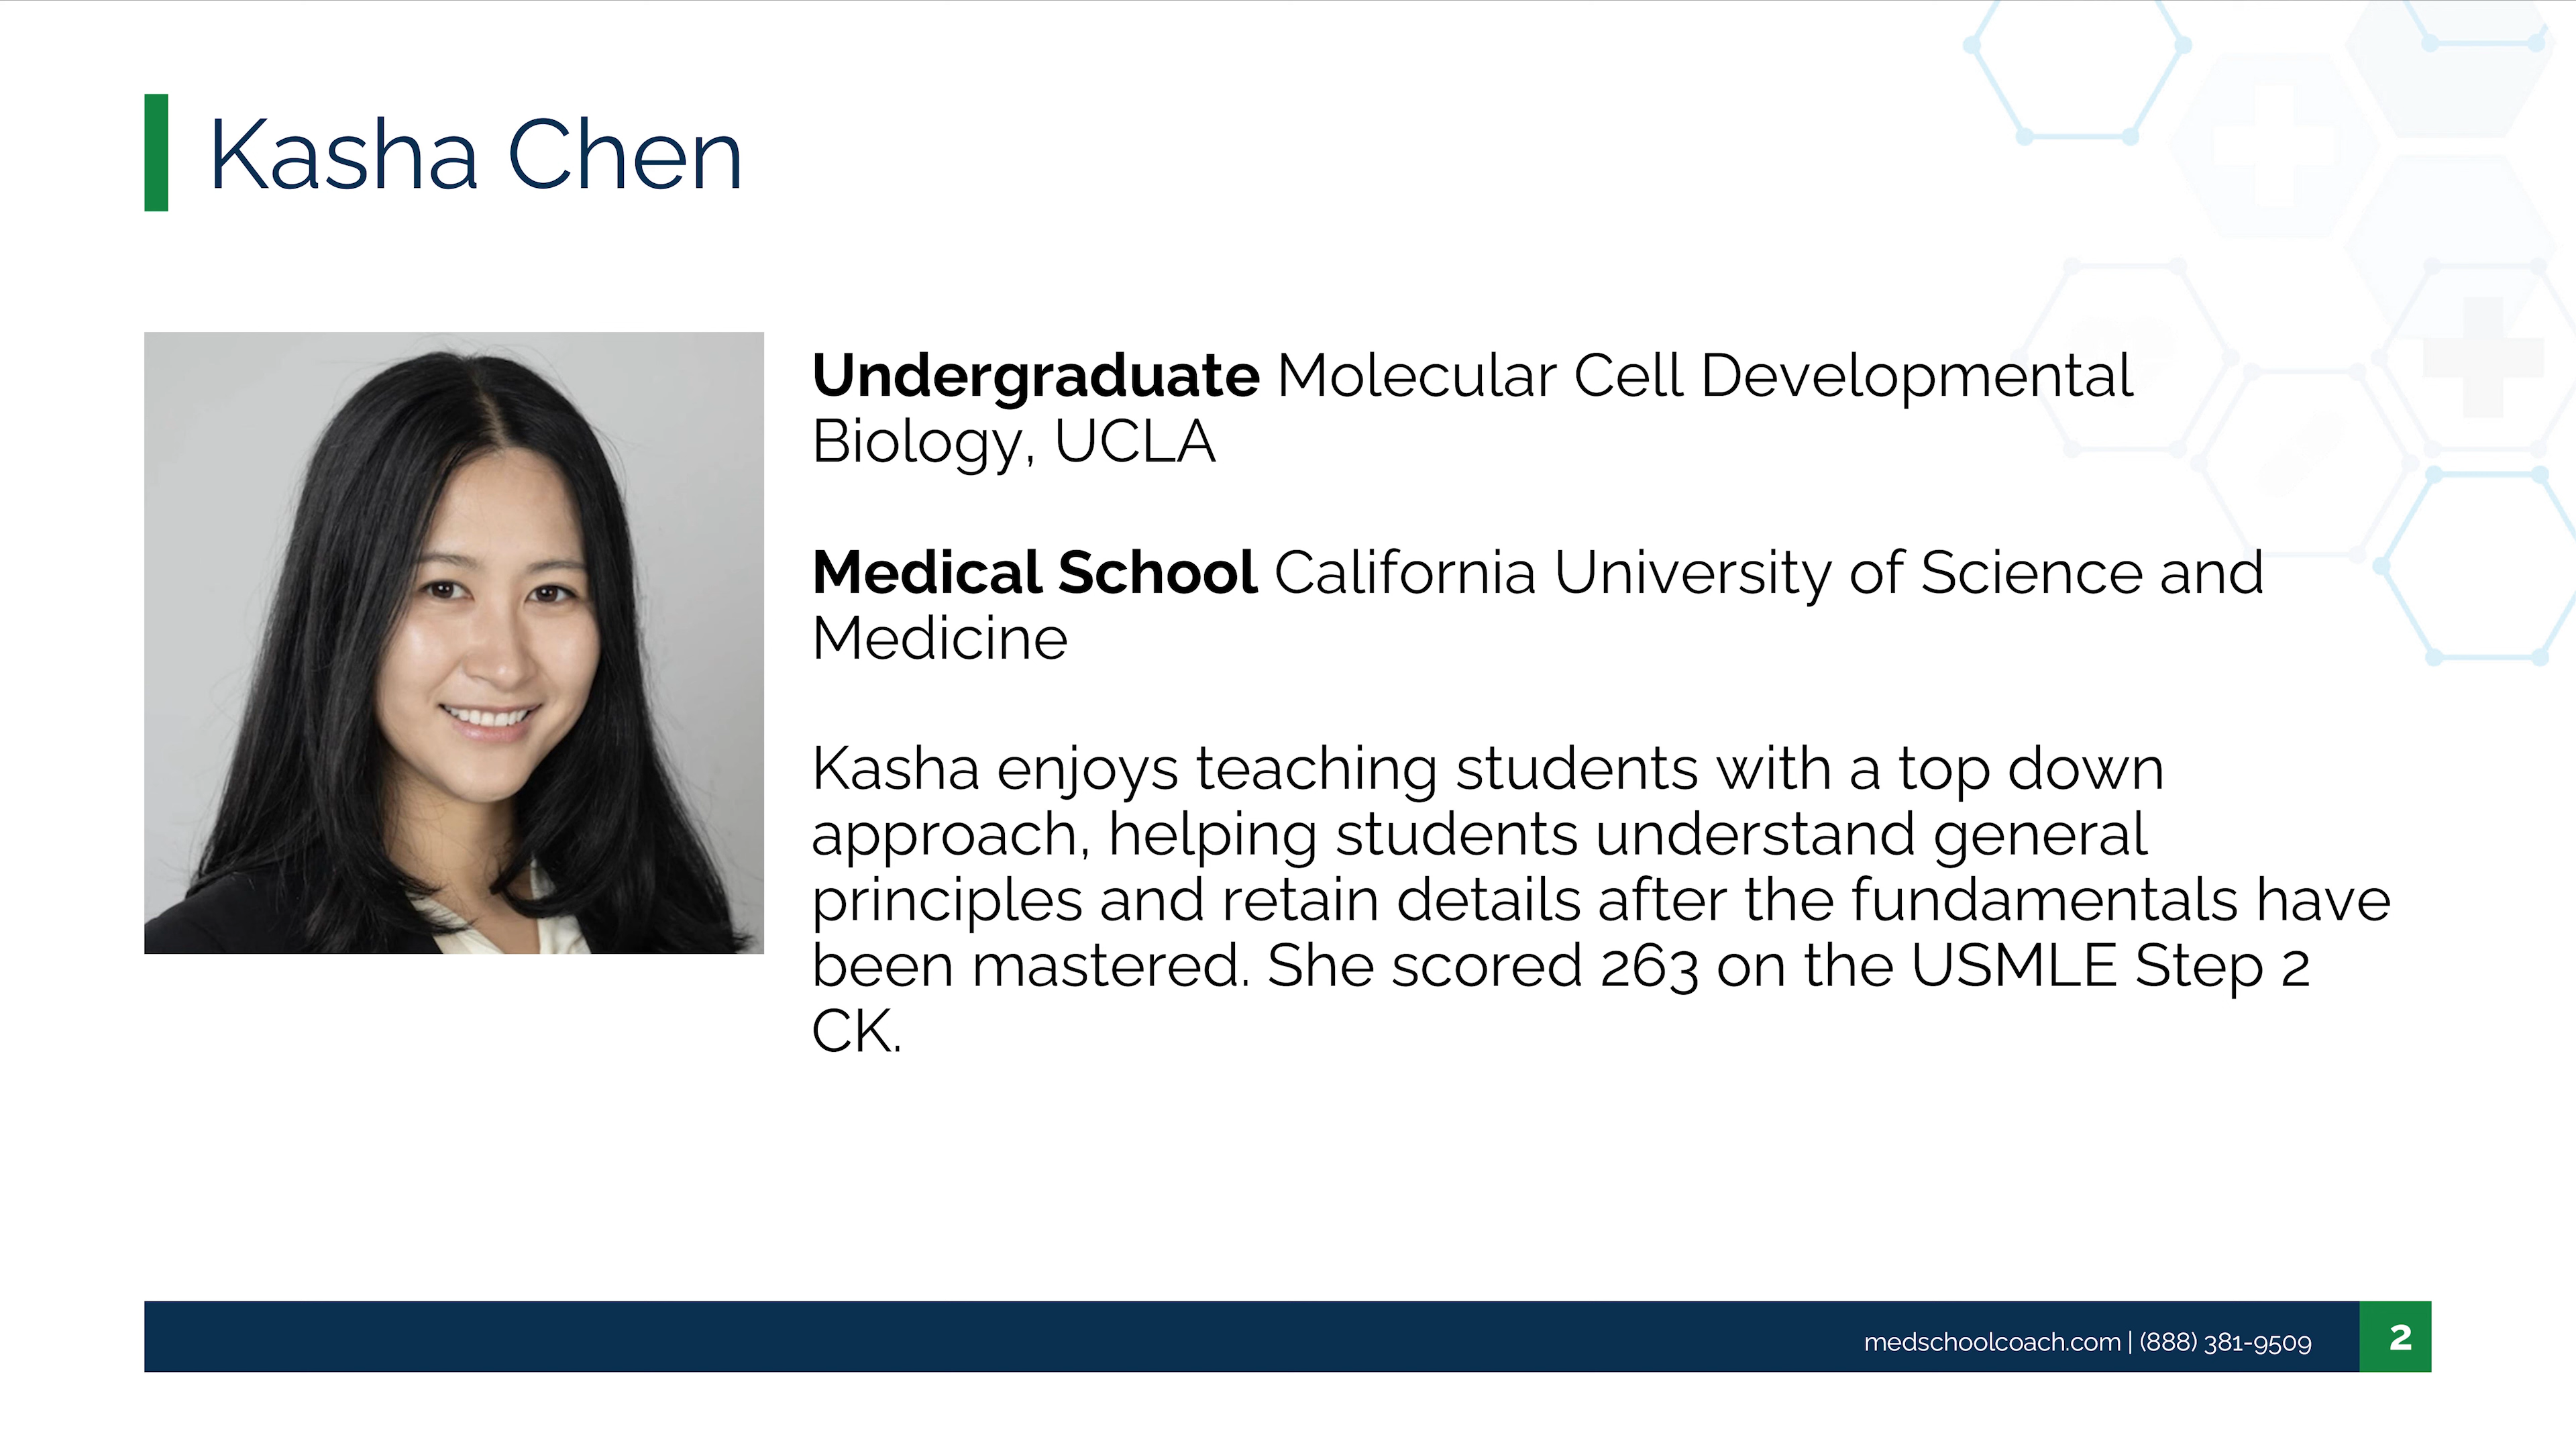 Kasha Chen
Undergraduate Molecular Cell Developmental
Biology, UCLA
Medical School California University of Science and
Medicine
Kasha enjoys teaching students with a top down
approach, helping students understand general
principles and retain details after the fundamentals have
been mastered. She scored 263 on the USMLE Step 2
CK.
medschoolcoach.com | (888) 381-9509
2